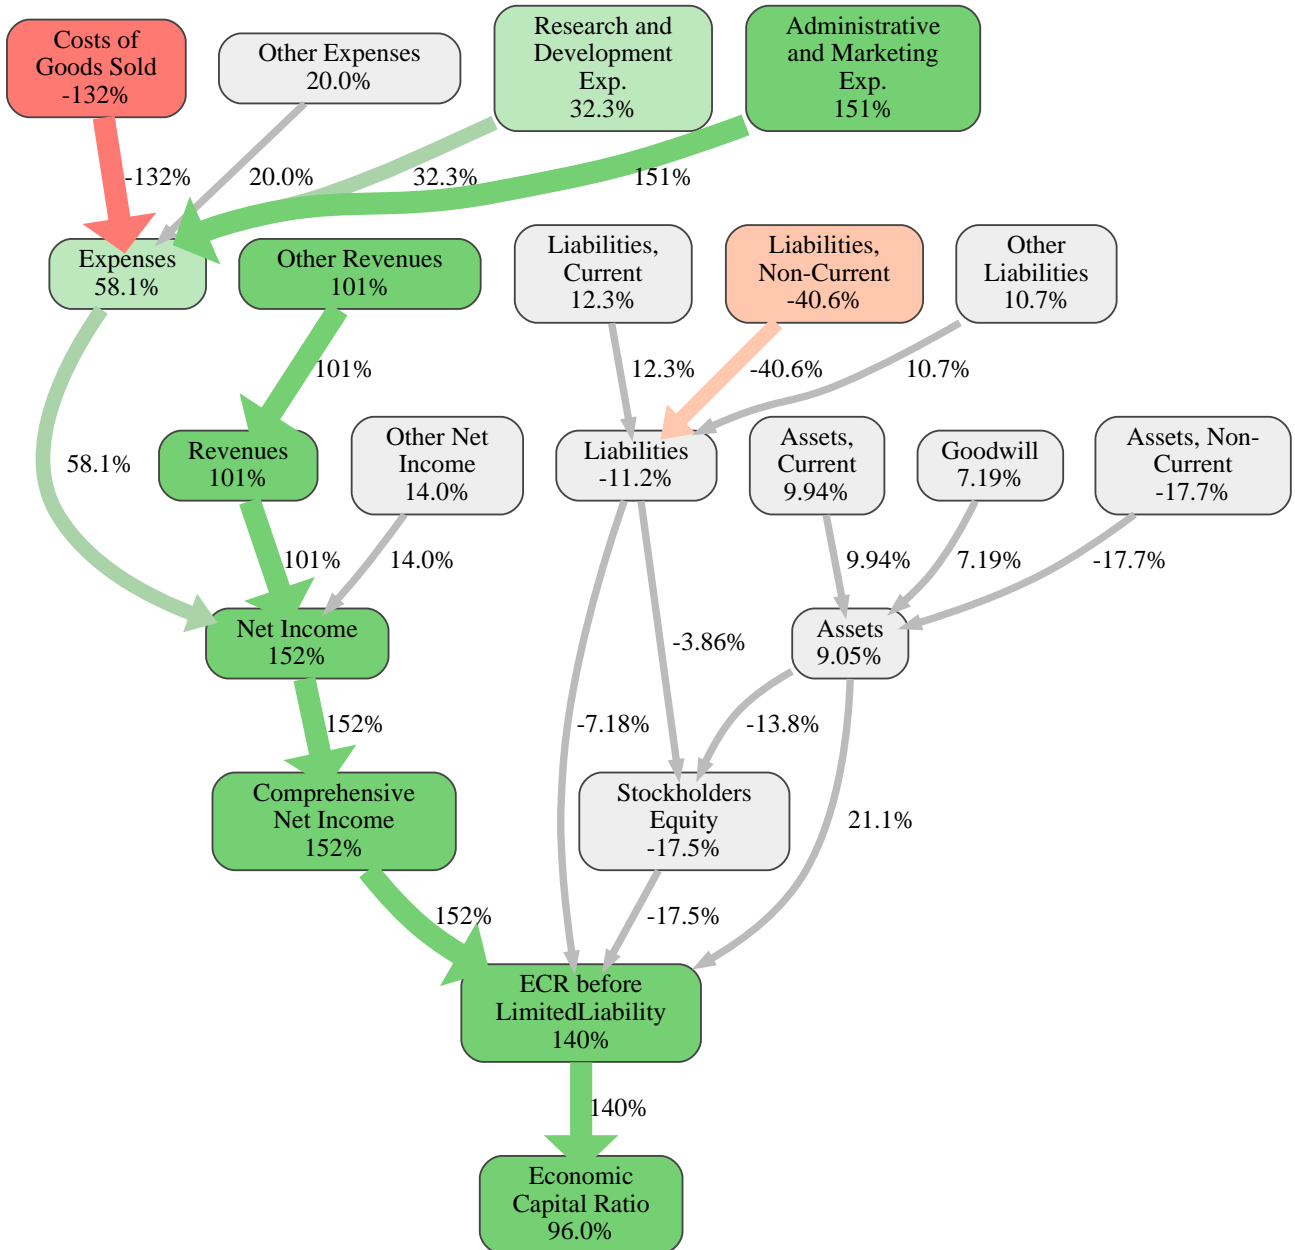 Costs of
Goods Sold
-132%
Other Expenses
20.0%
Research and
Development
Exp.
32.3%
Administrative
and Marketing
Exp.
151%
-132%
20.0%
32.3%
151%
Expenses
58.1%
Other Revenues
101%
Liabilities,
Current
12.3%
Liabilities,
Non-Current
-40.6%
Other
Liabilities
10.7%
101%
12.3%
-40.6%
10.7%
58.1%
Revenues
101%
Other Net
Income
14.0%
Liabilities
-11.2%
Assets,
Current
9.94%
Goodwill
7.19%
Assets, Non-
Current
-17.7%
101%
14.0%
9.94%
7.19%
-17.7%
Net Income
152%
-3.86%
Assets
9.05%
152%
-7.18%
-13.8%
Comprehensive
Net Income
152%
Stockholders
Equity
-17.5%
21.1%
152%
-17.5%
ECR before
LimitedLiability
140%
140%
Economic
Capital Ratio
96.0%